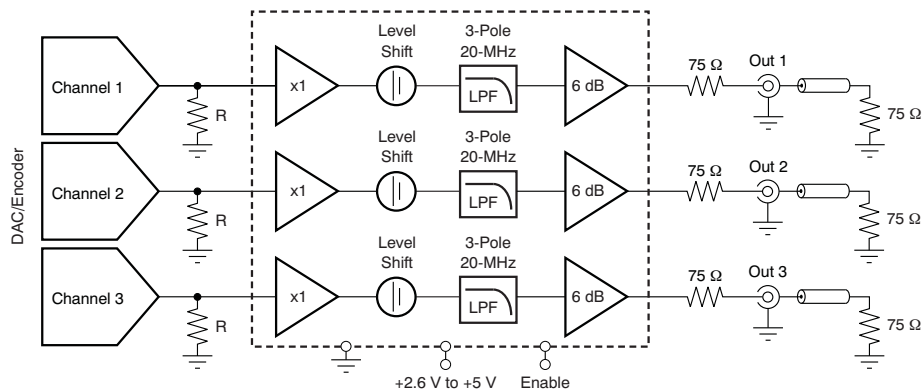 DAC/Encoder
Channel 1
R
x1
Level
Shift
3-Pole
20-MHz
LPF
6 dB
75 Ω
Out 1
75 Ω
Channel 2
R
x1
Level
Shift
3-Pole
20-MHz
LPF
6 dB
75 Ω
Out 2
75 Ω
Channel 3
R
x1
Level
Shift
3-Pole
20-MHz
LPF
6 dB
75 Ω
Out 3
75 Ω
+2.6 V to +5 V
Enable